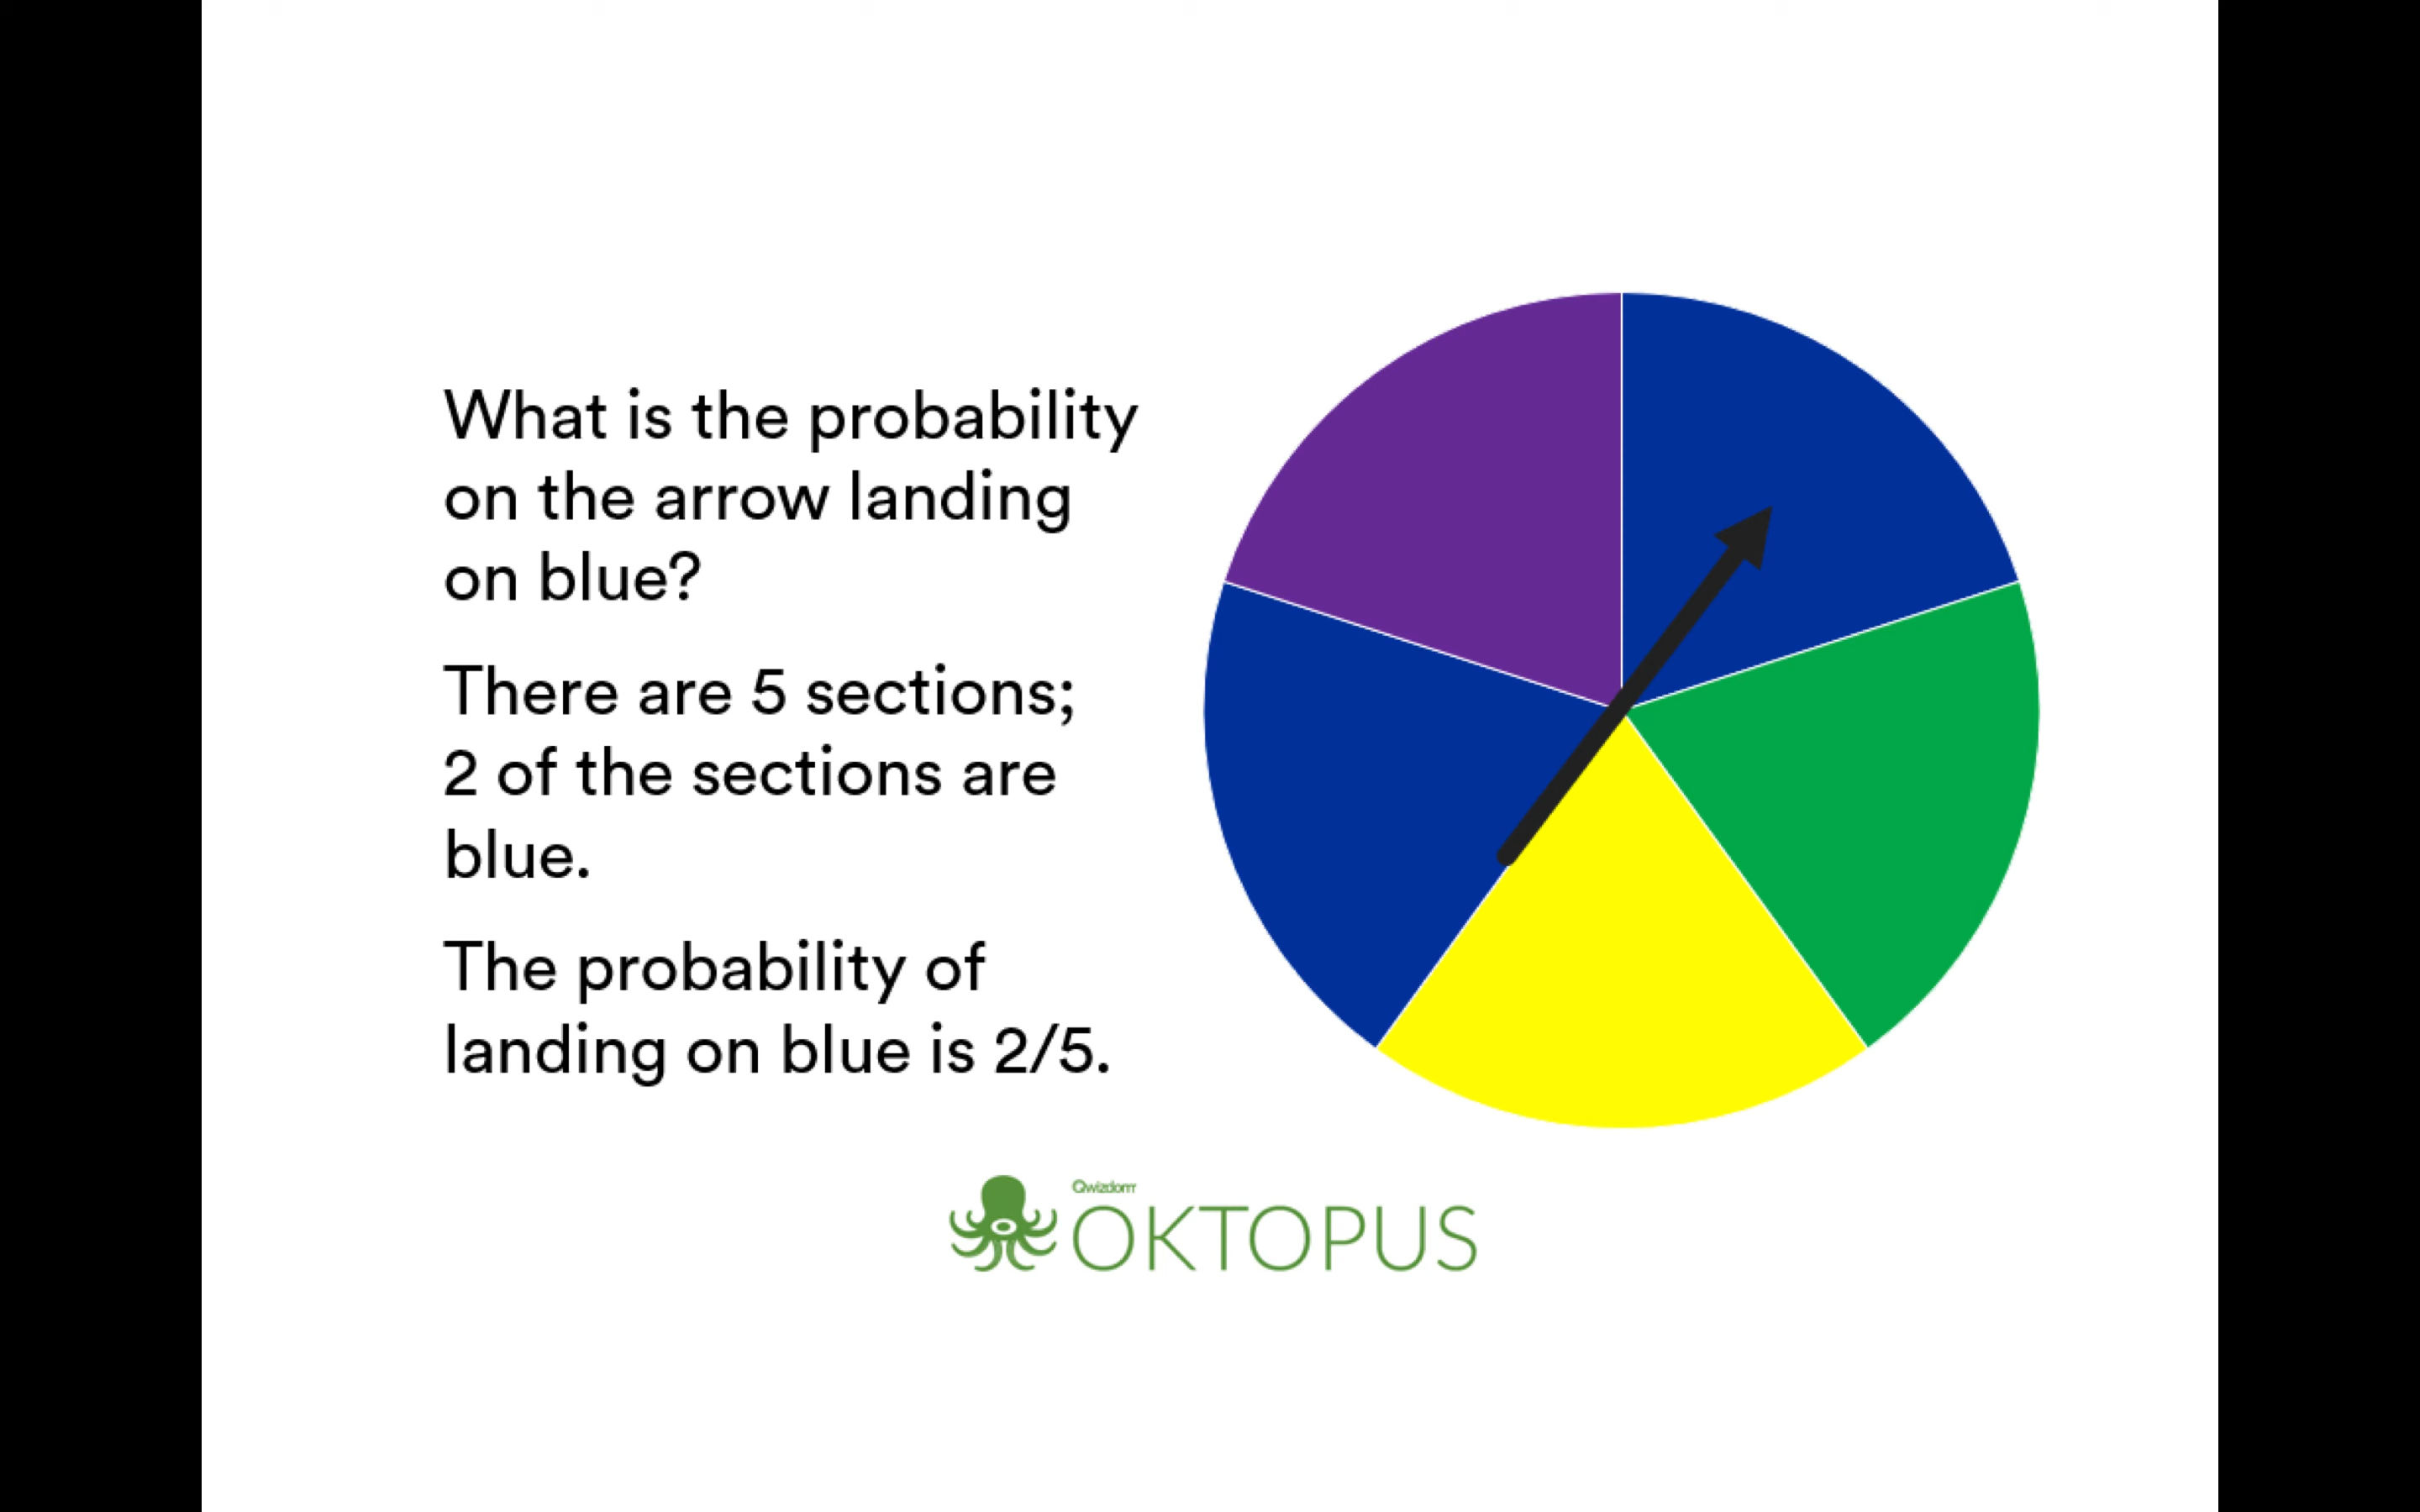 What is the probability
on the arrow landing
on blue?
There are 5 sections;
2 of the sections are
blue.
The probability of
landing on blue is 2/5.
Qwizdom
OKTOPUS